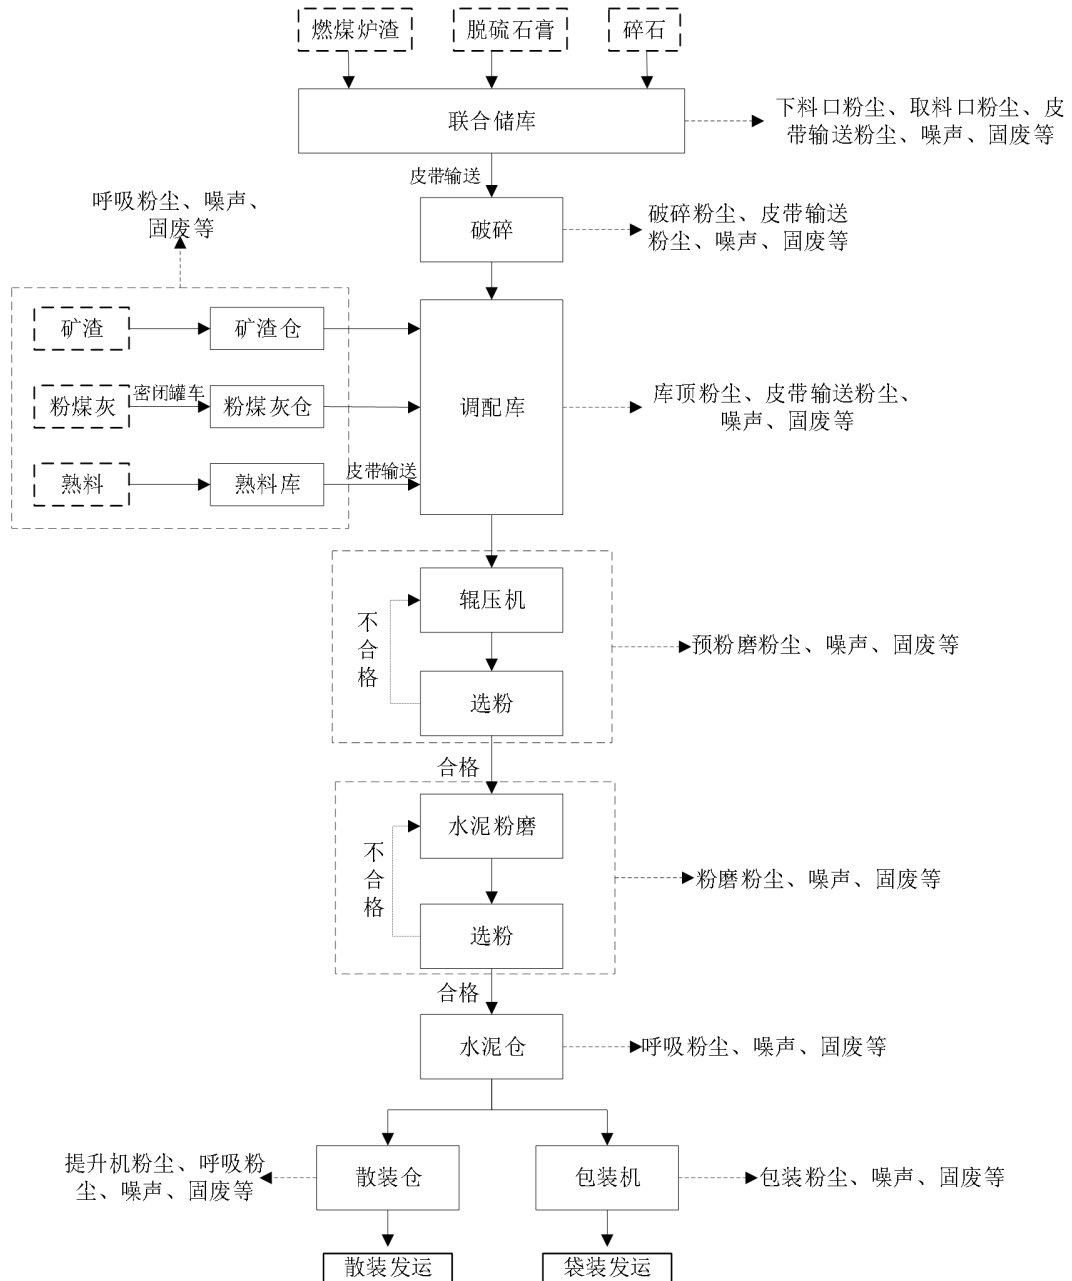 燃煤炉渣
脱硫石膏
碎石
联合储库
下料口粉尘、取料口粉尘、皮
带输送粉尘、噪声、固废等
皮带输送
呼吸粉尘、噪声、
固废等
破碎
破碎粉尘、皮带输送
粉尘、噪声、固废等
矿渣
矿渣仓
粉煤灰
密闭罐车
粉煤灰仓
调配库
库顶粉尘、皮带输送粉尘、
噪声、固废等
熟料
熟料库
皮带输送
辊压机
不合格
预粉磨粉尘、噪声、固废等
选粉
合格
水泥粉磨
不合格
粉磨粉尘、噪声、固废等
选粉
合格
水泥仓
呼吸粉尘、噪声、固废等
提升机粉尘、呼吸粉
尘、噪声、固废等
散装仓
包装机
包装粉尘、噪声、固废等
散装发运
袋装发运